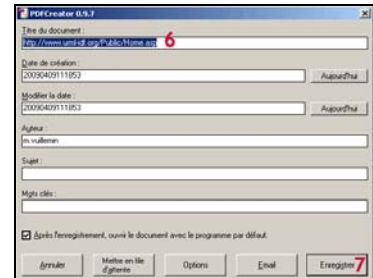 PDFCreator 0.9.7
Titre du document :
http://www.uml-idf.org/Public/Home.asp 6
Date de création :
20090409111853 Aujourd'hui
Modifier la date :
20090409111853 Aujourd'hui
Auteur :
m.vuillemin
Sujet :
Mots clés :
Après l'enregistrement, ouvrir le document avec le programme par défaut.
Annuler Mettre en file d'attente Options Email Enregistrer 7